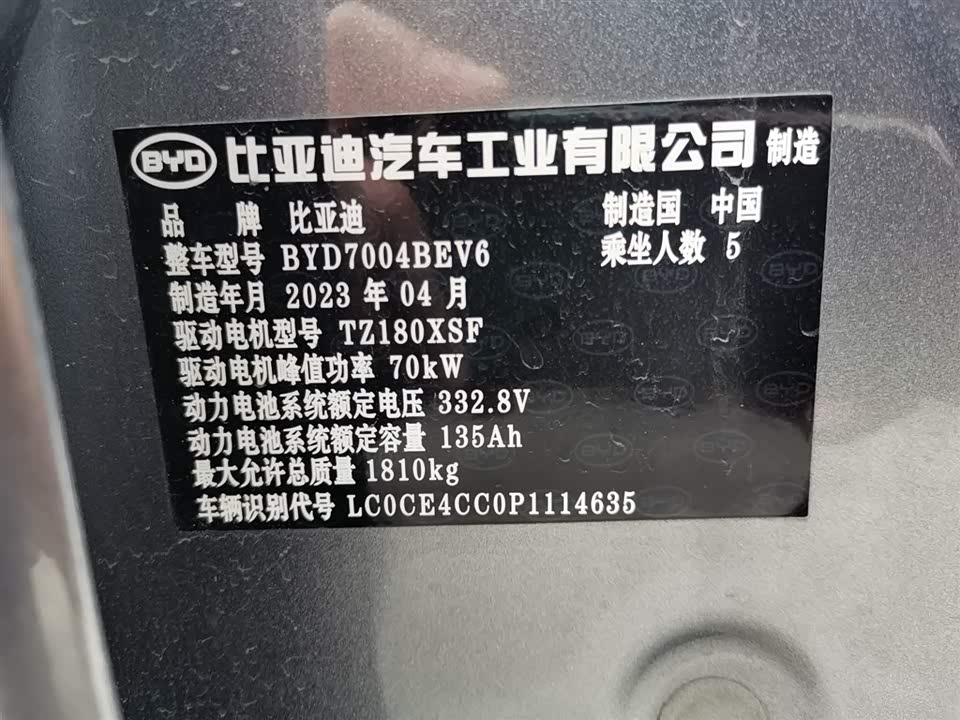 BYD 比亚迪汽车工业有限公司 制造
品 牌 比亚迪 制造国 中国
整车型号 BYD7004BEV6 乘坐人数 5
制造年月 2023 年 04 月
驱动电机型号 TZ180XSF
驱动电机峰值功率 70kW
动力电池系统额定电压 332.8V
动力电池系统额定容量 135Ah
最大允许总质量 1810kg
车辆识别代号 LC0CE4CC0P1114635